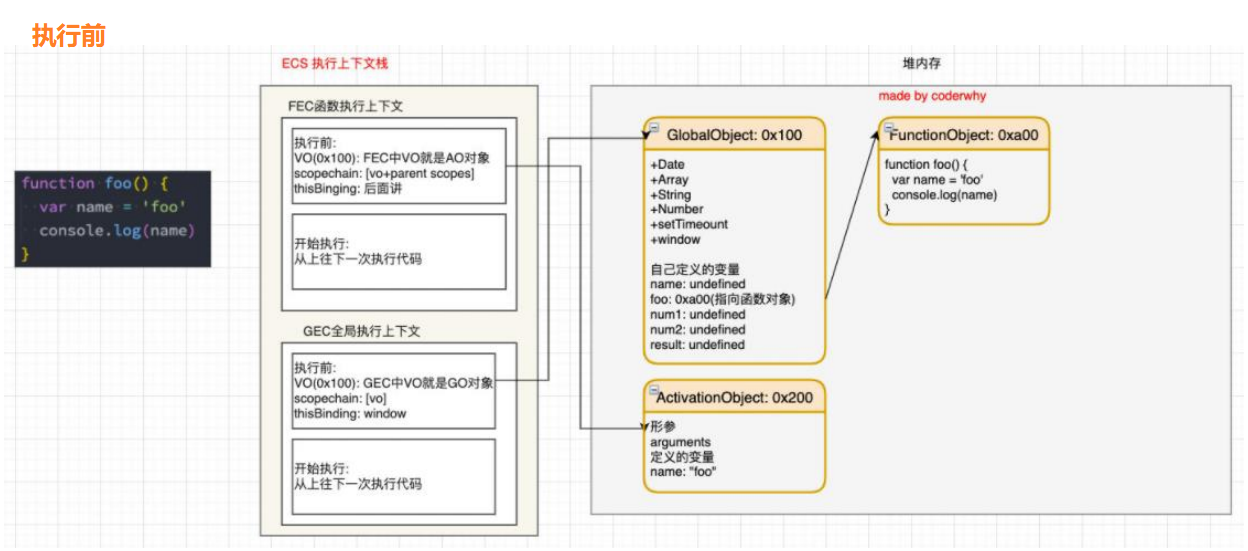 执行前
ECS 执行上下文栈
堆内存
made by coderwhy
function foo() {
var name = 'foo'
console.log(name)
}
FEC函数执行上下文
执行前:
VO(0x100): FEC中VO就是AO对象
scopechain: [vo+parent scopes]
thisBinging: 后面讲
开始执行:
从上往下一次执行代码
GEC全局执行上下文
执行前:
VO(0x100): GEC中VO就是GO对象
scopechain: [vo]
thisBinding: window
开始执行:
从上往下一次执行代码
GlobalObject: 0x100
+Date
+Array
+String
+Number
+setTimeount
+window
自己定义的变量
name: undefined
foo: 0xa00(指向函数对象)
num1: undefined
num2: undefined
result: undefined
ActivationObject: 0x200
形参
arguments
定义的变量
name: "foo"
FunctionObject: 0xa00
function foo() {
var name = 'foo'
console.log(name)
}